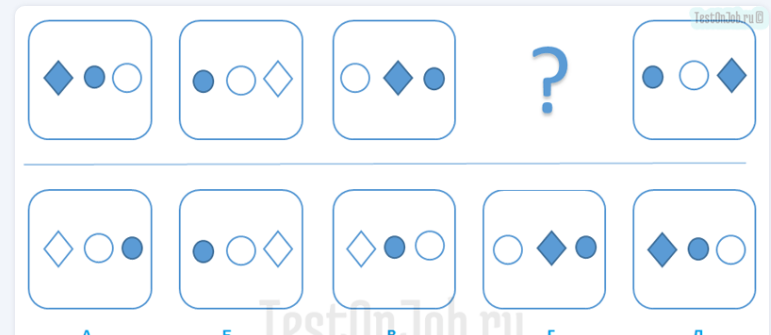 TestOnJob.ru ©
?
А Б В Г Д
TestOnJob.ru